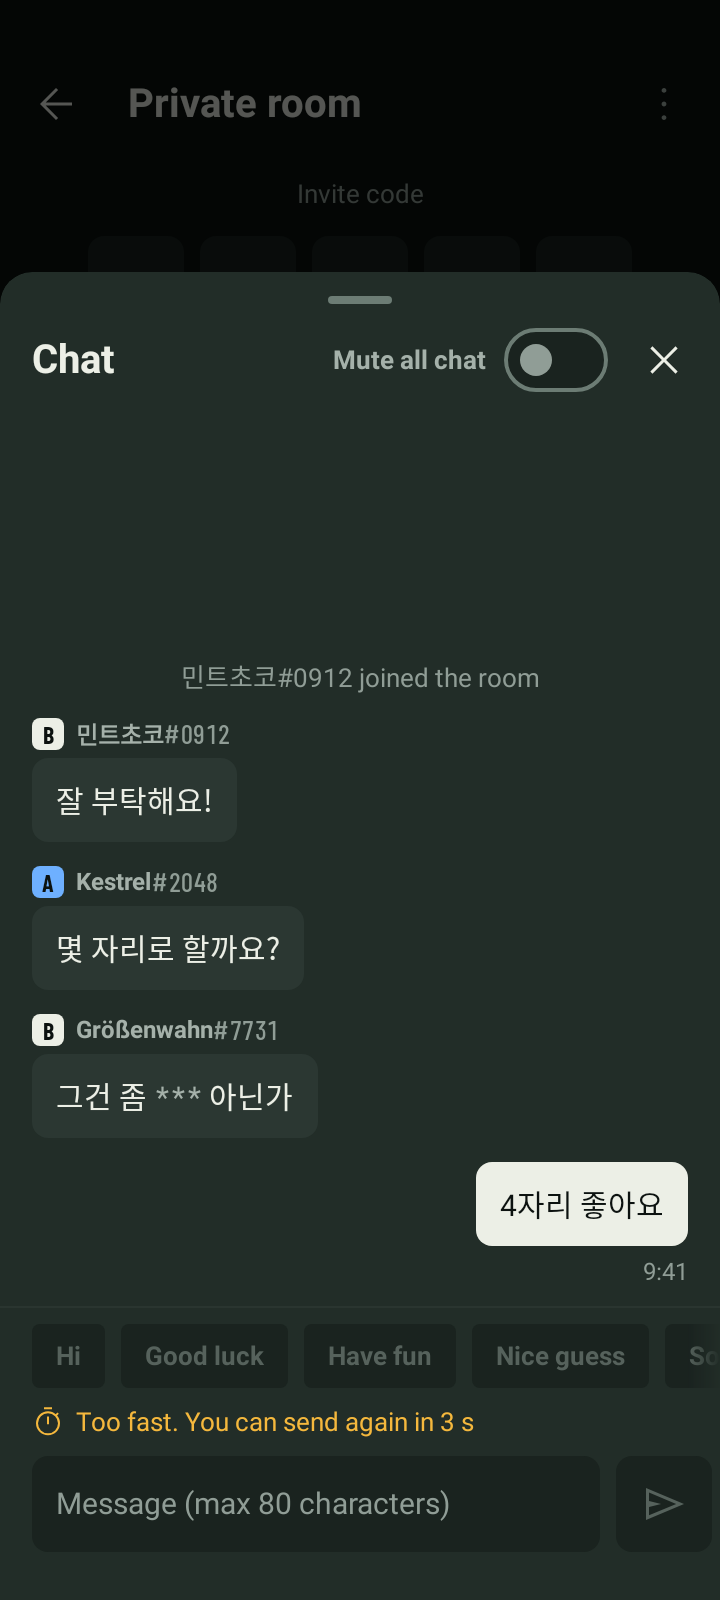 Private room
Invite code
Chat
Mute all chat
민트초코#0912 joined the room
B 민트초코#0912
잘 부탁해요!
A Kestrel#2048
몇 자리로 할까요?
B Größenwahn#7731
그건 좀 *** 아닌가
4자리 좋아요
9:41
Hi Good luck Have fun Nice guess
Too fast. You can send again in 3 s
Message (max 80 characters)